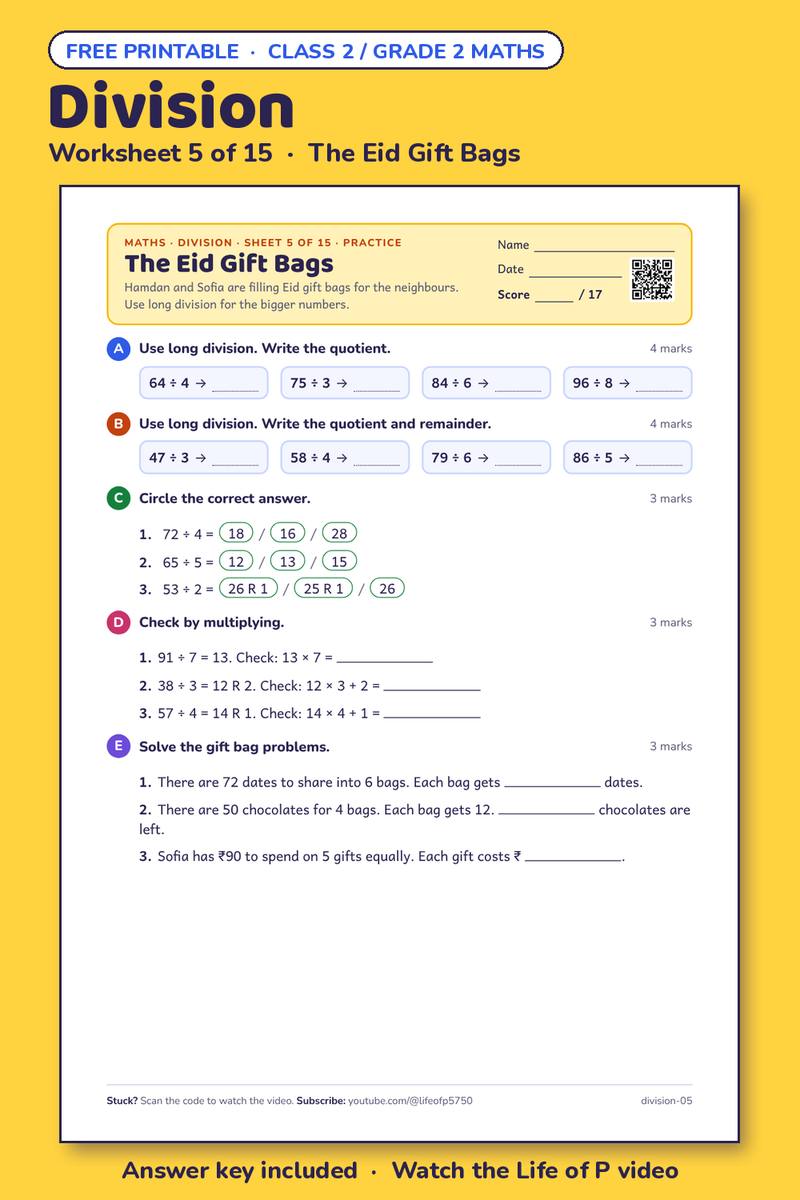 FREE PRINTABLE · CLASS 2 / GRADE 2 MATHS
Division
Worksheet 5 of 15 · The Eid Gift Bags
MATHS · DIVISION · SHEET 5 OF 15 · PRACTICE
The Eid Gift Bags
Hamdan and Sofia are filling Eid gift bags for the neighbours.
Use long division for the bigger numbers.
Name ____________
Date ____________
Score _____ / 17
A Use long division. Write the quotient. 4 marks
64 ÷ 4 → ........ 75 ÷ 3 → ........ 84 ÷ 6 → ........ 96 ÷ 8 → ........
B Use long division. Write the quotient and remainder. 4 marks
47 ÷ 3 → ........ 58 ÷ 4 → ........ 79 ÷ 6 → ........ 86 ÷ 5 → ........
C Circle the correct answer. 3 marks
1. 72 ÷ 4 = 18 / 16 / 28
2. 65 ÷ 5 = 12 / 13 / 15
3. 53 ÷ 2 = 26 R 1 / 25 R 1 / 26
D Check by multiplying. 3 marks
1. 91 ÷ 7 = 13. Check: 13 × 7 = ____________
2. 38 ÷ 3 = 12 R 2. Check: 12 × 3 + 2 = ____________
3. 57 ÷ 4 = 14 R 1. Check: 14 × 4 + 1 = ____________
E Solve the gift bag problems. 3 marks
1. There are 72 dates to share into 6 bags. Each bag gets ____________ dates.
2. There are 50 chocolates for 4 bags. Each bag gets 12. ____________ chocolates are
left.
3. Sofia has ₹90 to spend on 5 gifts equally. Each gift costs ₹ ____________.
Stuck? Scan the code to watch the video. Subscribe: youtube.com/@lifeofp5750 division-05
Answer key included · Watch the Life of P video